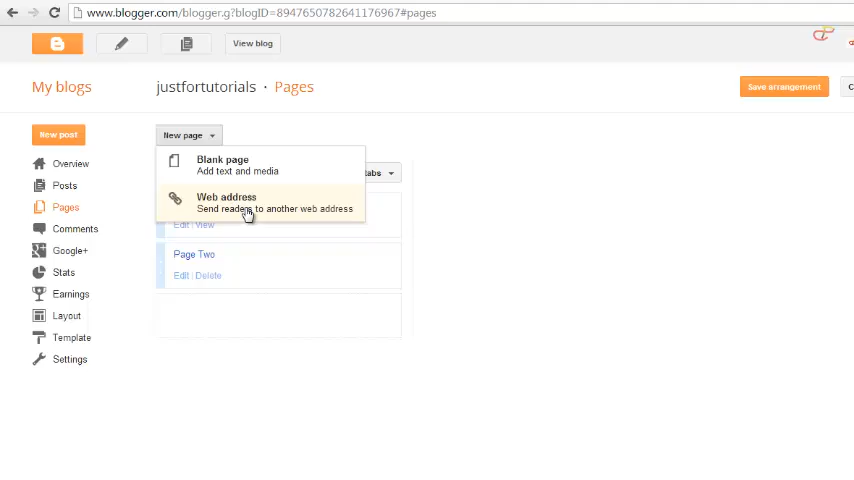 www.blogger.com/blogger.g?blogID=8947650782641176967#pages
View blog
My blogs
justfortutorials · Pages
Save arrangement
C
New post
New page
Blank page
Add text and media
Web address
Send readers to another web address
tabs
Edit | View
Page Two
Edit | Delete
Overview
Posts
Pages
Comments
Google+
Stats
Earnings
Layout
Template
Settings